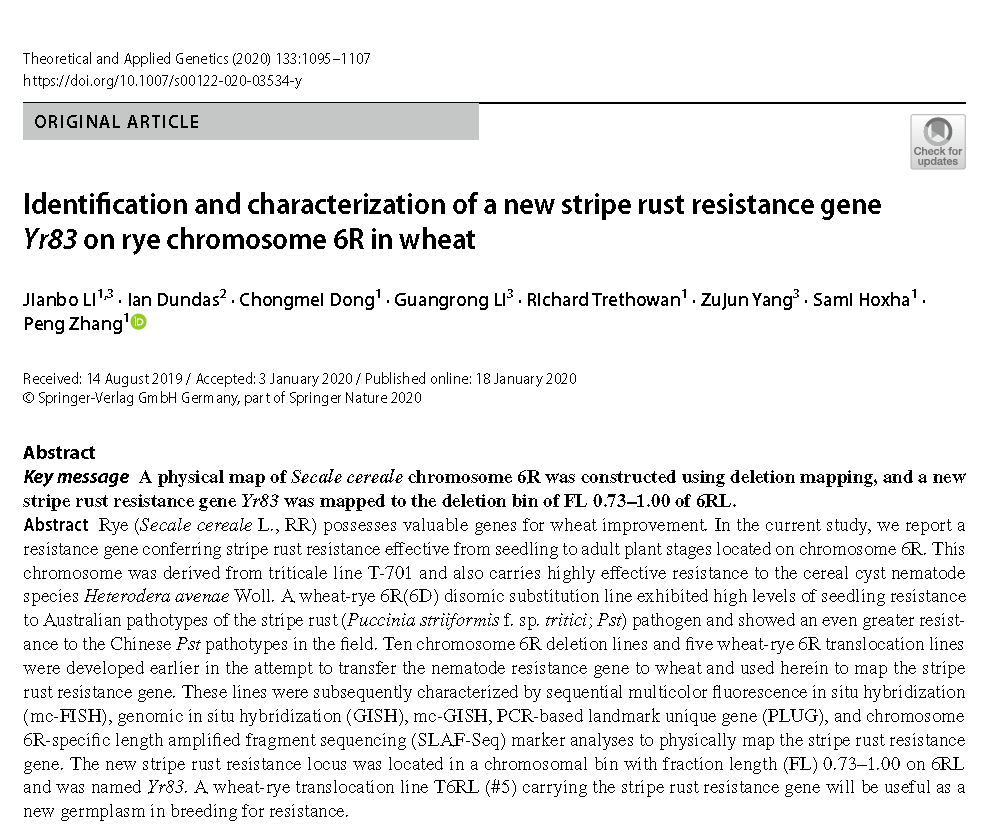 Theoretical and Applied Genetics (2020) 133:1095–1107
https://doi.org/10.1007/s00122-020-03534-y
ORIGINAL ARTICLE
Check for
updates
Identification and characterization of a new stripe rust resistance gene
Yr83 on rye chromosome 6R in wheat
Jianbo Li1,3 · Ian Dundas2 · Chongmei Dong1 · Guangrong Li3 · Richard Trethowan1 · Zujun Yang3 · Sami Hoxha1 ·
Peng Zhang1 iD
Received: 14 August 2019 / Accepted: 3 January 2020 / Published online: 18 January 2020
© Springer-Verlag GmbH Germany, part of Springer Nature 2020
Abstract
Key message A physical map of Secale cereale chromosome 6R was constructed using deletion mapping, and a new
stripe rust resistance gene Yr83 was mapped to the deletion bin of FL 0.73–1.00 of 6RL.
Abstract Rye (Secale cereale L., RR) possesses valuable genes for wheat improvement. In the current study, we report a
resistance gene conferring stripe rust resistance effective from seedling to adult plant stages located on chromosome 6R. This
chromosome was derived from triticale line T-701 and also carries highly effective resistance to the cereal cyst nematode
species Heterodera avenae Woll. A wheat-rye 6R(6D) disomic substitution line exhibited high levels of seedling resistance
to Australian pathotypes of the stripe rust (Puccinia striiformis f. sp. tritici; Pst) pathogen and showed an even greater resist-
ance to the Chinese Pst pathotypes in the field. Ten chromosome 6R deletion lines and five wheat-rye 6R translocation lines
were developed earlier in the attempt to transfer the nematode resistance gene to wheat and used herein to map the stripe
rust resistance gene. These lines were subsequently characterized by sequential multicolor fluorescence in situ hybridization
(mc-FISH), genomic in situ hybridization (GISH), mc-GISH, PCR-based landmark unique gene (PLUG), and chromosome
6R-specific length amplified fragment sequencing (SLAF-Seq) marker analyses to physically map the stripe rust resistance
gene. The new stripe rust resistance locus was located in a chromosomal bin with fraction length (FL) 0.73–1.00 on 6RL
and was named Yr83. A wheat-rye translocation line T6RL (#5) carrying the stripe rust resistance gene will be useful as a
new germplasm in breeding for resistance.